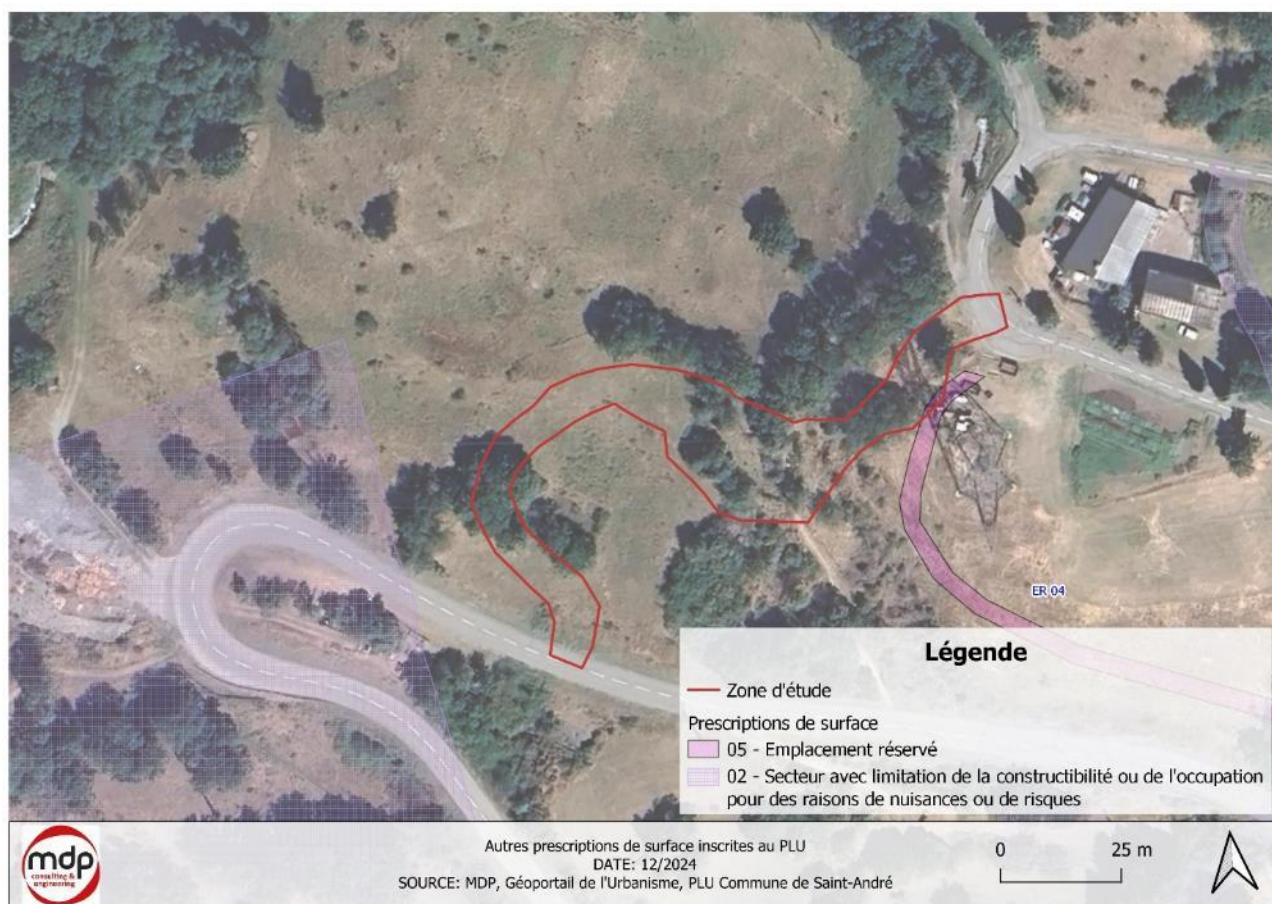 ER 04
Légende
Zone d'étude
Prescriptions de surface
05 - Emplacement réservé
02 - Secteur avec limitation de la constructibilité ou de l'occupation
pour des raisons de nuisances ou de risques
mdp
consulting &
engineering
Autres prescriptions de surface inscrites au PLU
DATE: 12/2024
SOURCE: MDP, Géoportail de l'Urbanisme, PLU Commune de Saint-André
0 25 m